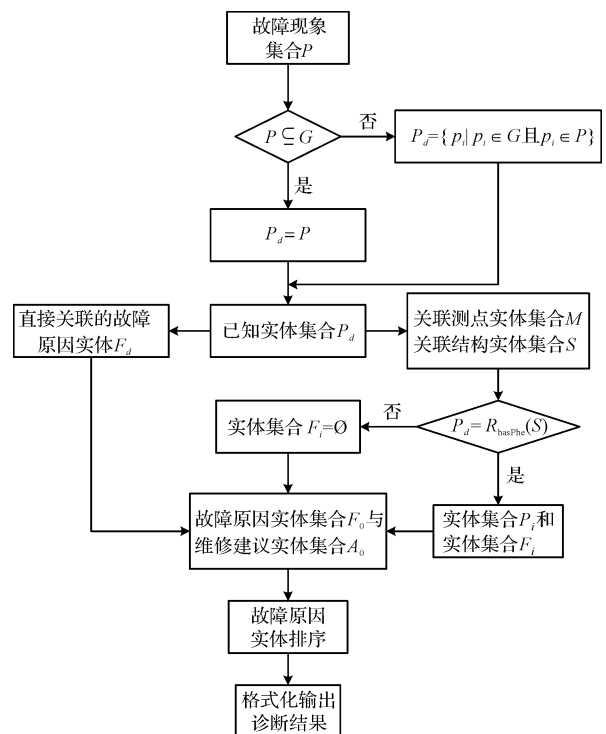 故障现象
集合P
P⊆G
否
P_d={p_i|p_i∈G且p_i∈P}
是
P_d=P
直接关联的故障
原因实体F_d
已知实体集合P_d
关联测点实体集合M
关联结构实体集合S
否
实体集合 F_i=Ø
P_d=R_hasPhe(S)
是
故障原因实体集合F_0与
维修建议实体集合A_0
实体集合P_i和
实体集合F_i
故障原因
实体排序
格式化输出
诊断结果